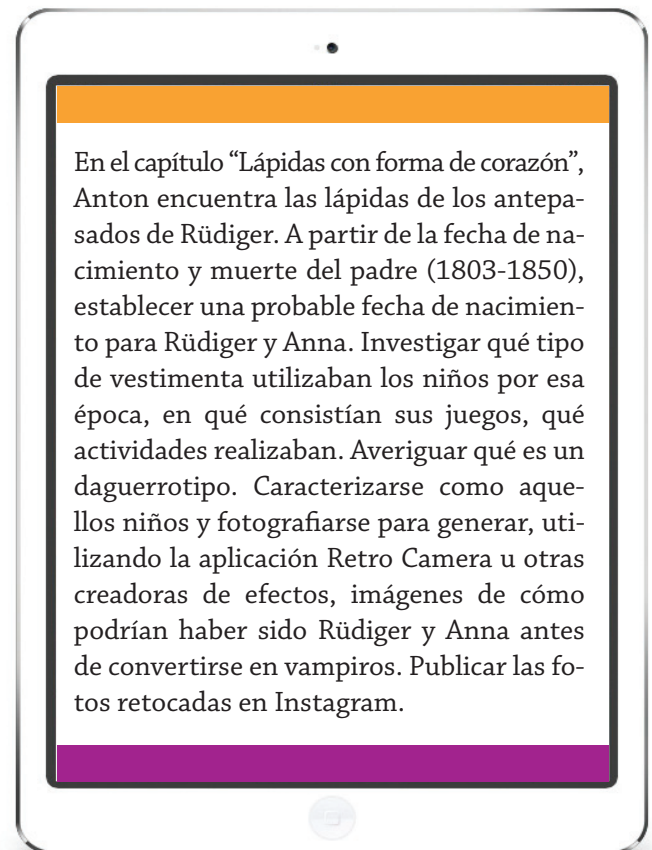 En el capítulo “Lápidas con forma de corazón”,
Anton encuentra las lápidas de los antepa-
sados de Rüdiger. A partir de la fecha de na-
cimiento y muerte del padre (1803-1850),
establecer una probable fecha de nacimien-
to para Rüdiger y Anna. Investigar qué tipo
de vestimenta utilizaban los niños por esa
época, en qué consistían sus juegos, qué
actividades realizaban. Averiguar qué es un
daguerrotipo. Caracterizarse como aque-
llos niños y fotografiarse para generar, uti-
lizando la aplicación Retro Camera u otras
creadoras de efectos, imágenes de cómo
podrían haber sido Rüdiger y Anna antes
de convertirse en vampiros. Publicar las fo-
tos retocadas en Instagram.